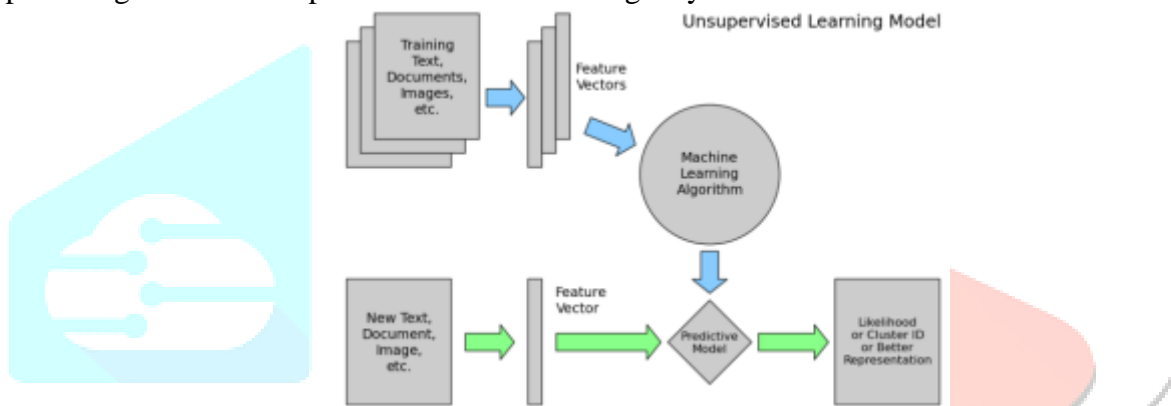 Unsupervised Learning Model
Training
Text,
Documents,
Images,
etc.
Feature
Vectors
Machine
Learning
Algorithm
New Text,
Document,
Image,
etc.
Feature
Vector
Predictive
Model
Likelihood
or Cluster ID
or Better
Representation